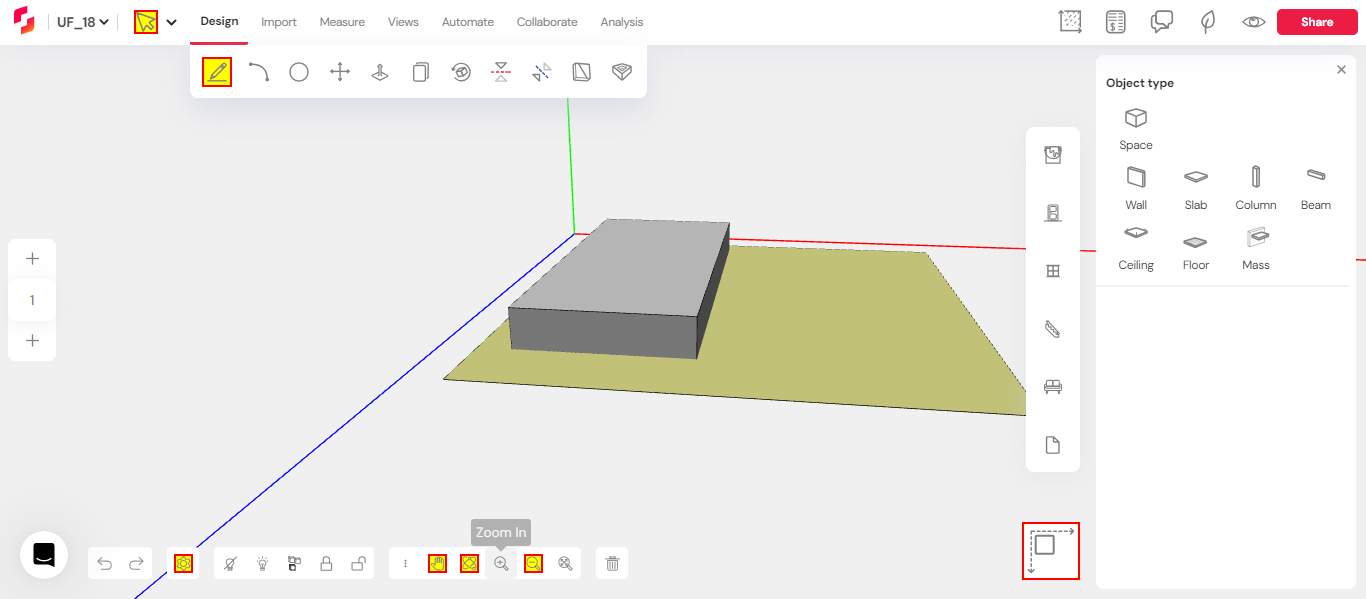 UF_18
Design
Import
Measure
Views
Automate
Collaborate
Analysis
Share
Object type
Space
Wall
Slab
Column
Beam
Ceiling
Floor
Mass
1
Zoom In